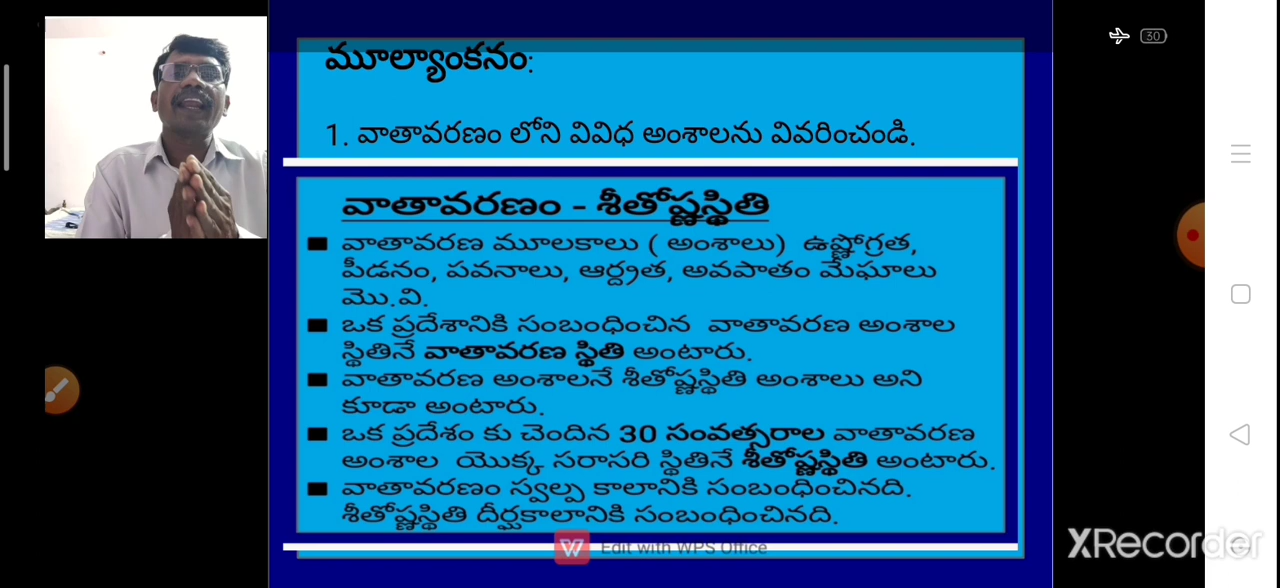 మూల్యాంకనం:
1. వాతావరణం లోని వివిధ అంశాలను వివరించండి.
వాతావరణం - శీతోష్ణస్థితి
■ వాతావరణ మూలకాలు ( అంశాలు) ఉష్ణోగ్రత,
పీడనం, పవనాలు, ఆర్ద్రత, అవపాతం మేఘాలు
మొ.వి.
■ ఒక ప్రదేశానికి సంబంధించిన వాతావరణ అంశాల
స్థితినే వాతావరణ స్థితి అంటారు.
■ వాతావరణ అంశాలనే శీతోష్ణస్థితి అంశాలు అని
కూడా అంటారు.
■ ఒక ప్రదేశం కు చెందిన 30 సంవత్సరాల వాతావరణ
అంశాల యొక్క సరాసరి స్థితినే శీతోష్ణస్థితి అంటారు.
■ వాతావరణం స్వల్ప కాలానికి సంబంధించినది.
శీతోష్ణస్థితి దీర్ఘకాలానికి సంబంధించినది.
W Edit with WPS Office
XRecorder
30